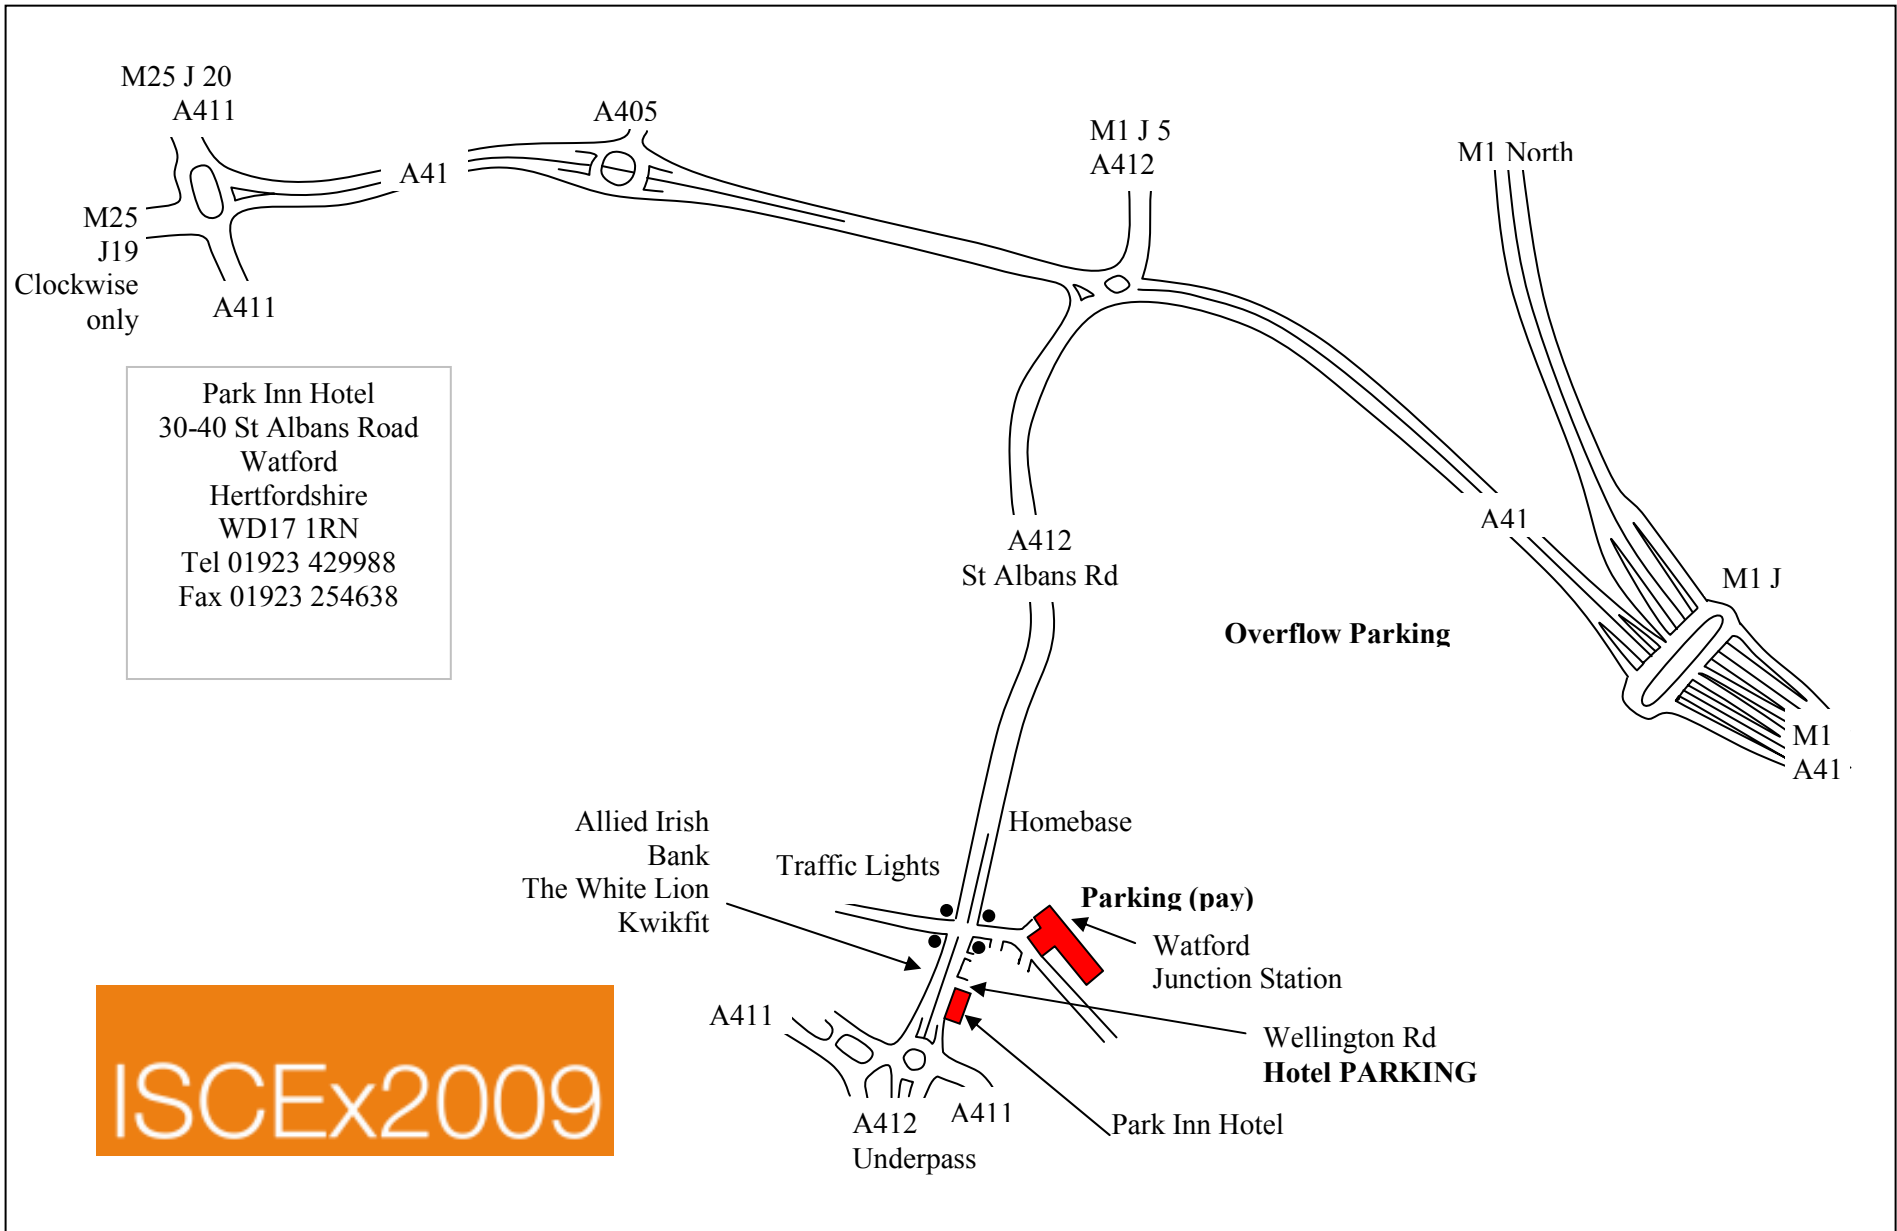 M25 J 20
A411
A405
M1 J 5
A412
M1 North
A41
M25
J19
Clockwise
only
A411
Park Inn Hotel
30-40 St Albans Road
Watford
Hertfordshire
WD17 1RN
Tel 01923 429988
Fax 01923 254638
A41
A412
St Albans Rd
M1 J
Overflow Parking
M1
A41
Allied Irish
Bank
The White Lion
Kwikfit
Traffic Lights
Homebase
Parking (pay)
Watford
Junction Station
A411
Wellington Rd
Hotel PARKING
A412
Underpass
A411
Park Inn Hotel
ISCEx2009